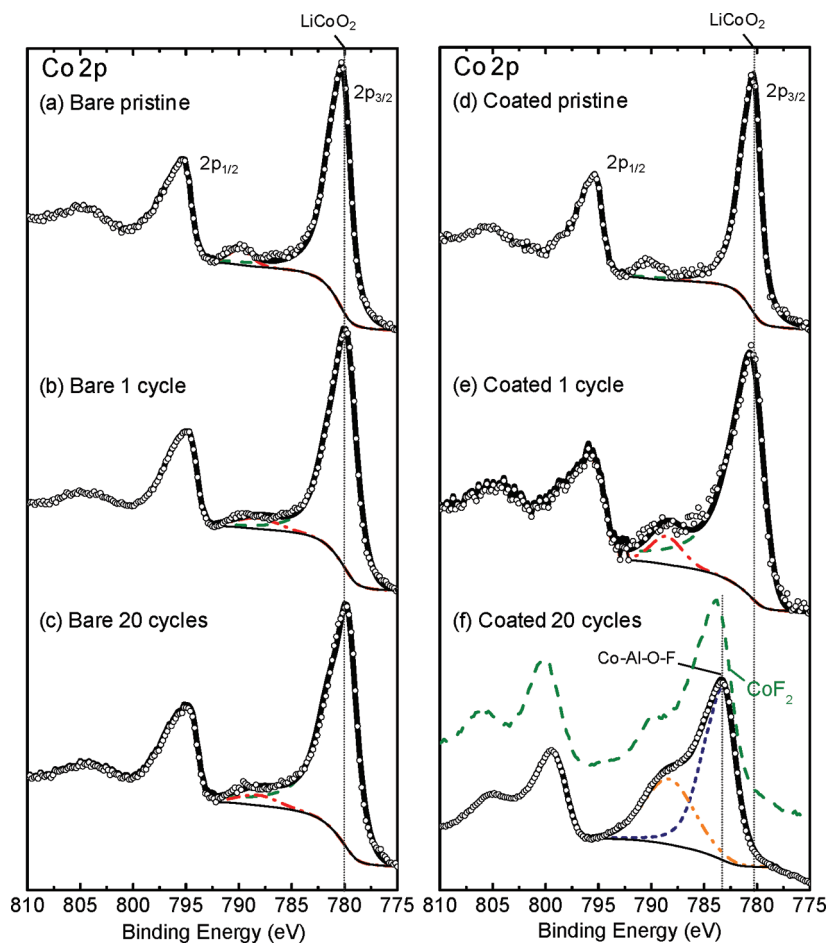 LiCoO2
Co 2p
(a) Bare pristine
2p3/2
2p1/2
(b) Bare 1 cycle
(c) Bare 20 cycles
810 805 800 795 790 785 780 775
Binding Energy (eV)
LiCoO2
Co 2p
(d) Coated pristine
2p3/2
2p1/2
(e) Coated 1 cycle
(f) Coated 20 cycles
Co-Al-O-F
CoF2
810 805 800 795 790 785 780 775
Binding Energy (eV)